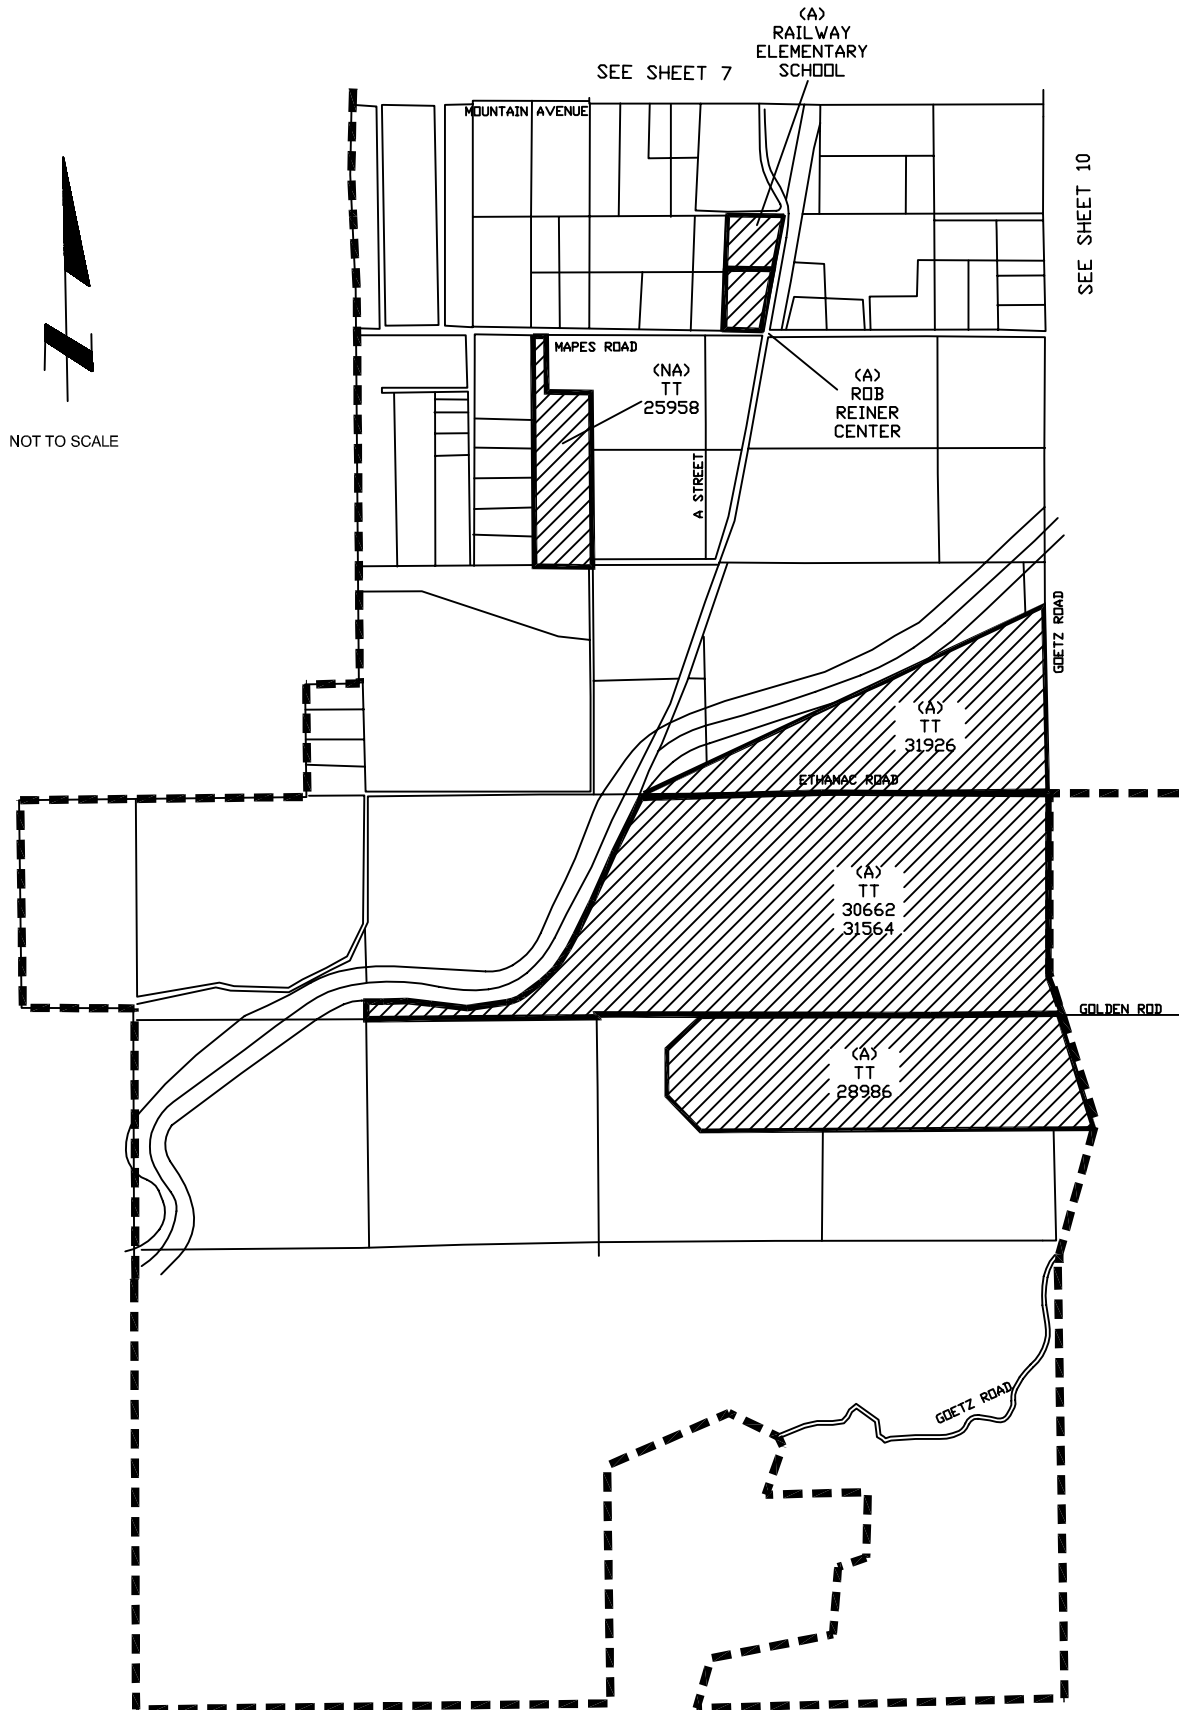 (A)
RAILWAY
ELEMENTARY
SCHOOL
SEE SHEET 7
MOUNTAIN AVENUE
SEE SHEET 10
MAPES ROAD
(NA)
TT
25958
(A)
ROB
REINER
CENTER
NOT TO SCALE
A STREET
GOETZ ROAD
(A)
TT
31926
ETHANAC ROAD
(A)
TT
30662
31564
GOLDEN ROD
(A)
TT
28986
GOETZ ROAD